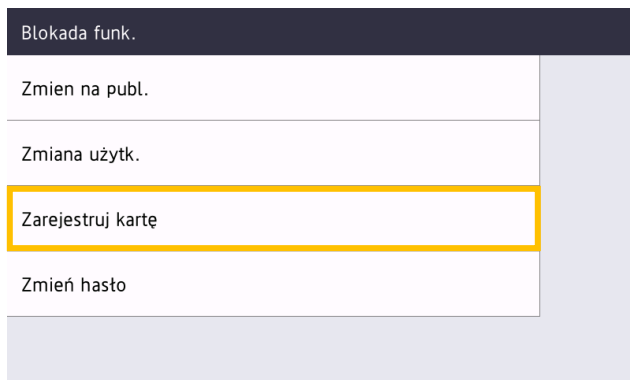 Blokada funk.
Zmien na publ.
Zmiana użytk.
Zarejestruj kartę
Zmień hasło